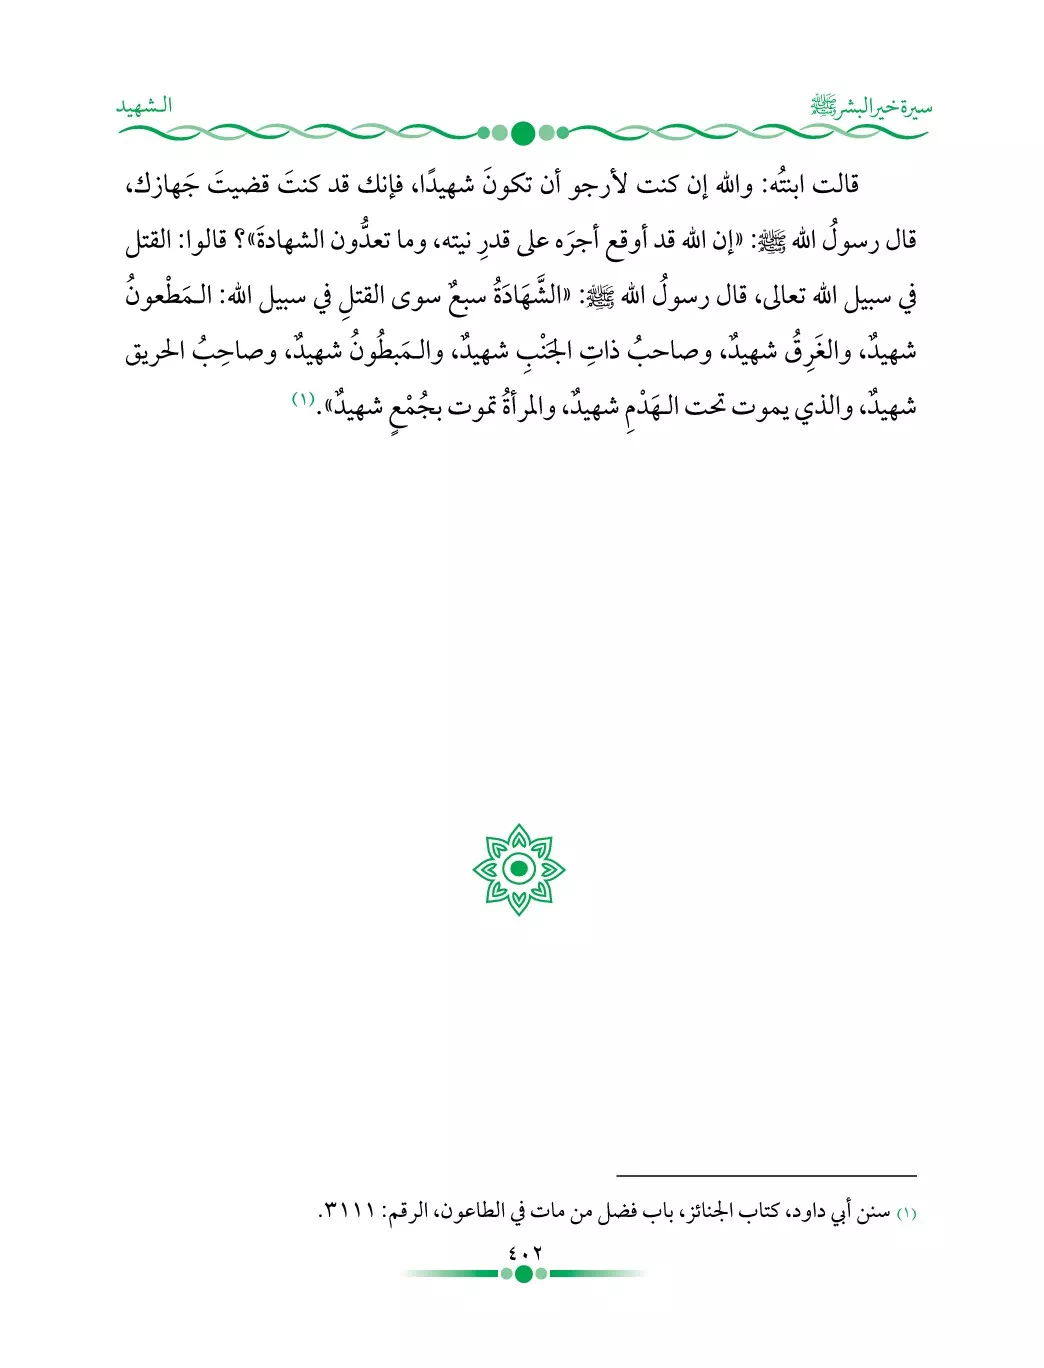 سيرة خير البشر ﷺ
الـشهيد
قالت ابنتُه: والله إن كنت لأرجو أن تكونَ شهيدًا، فإنك قد كنتَ قضيتَ جَهازك،
قال رسولُ الله ﷺ: «إن الله قد أوقع أجرَه على قدرِ نيته، وما تعدُّون الشهادةَ»؟ قالوا: القتل
في سبيل الله تعالى، قال رسولُ الله ﷺ: «الشَّهَادَةُ سبعٌ سوى القتلِ في سبيل الله: الـمَطْعونُ
شهيدٌ، والغَرِقُ شهيدٌ، وصاحبُ ذاتِ الجَنْبِ شهيدٌ، والـمَبطُونُ شهيدٌ، وصاحِبُ الحريق
شهيدٌ، والذي يموت تحت الـهَدْمِ شهيدٌ، والمرأةُ تموت بجُمْعٍ شهيدٌ».(١)
(١) سنن أبي داود، كتاب الجنائز، باب فضل من مات في الطاعون، الرقم: ٣١١١.
٤٠٢